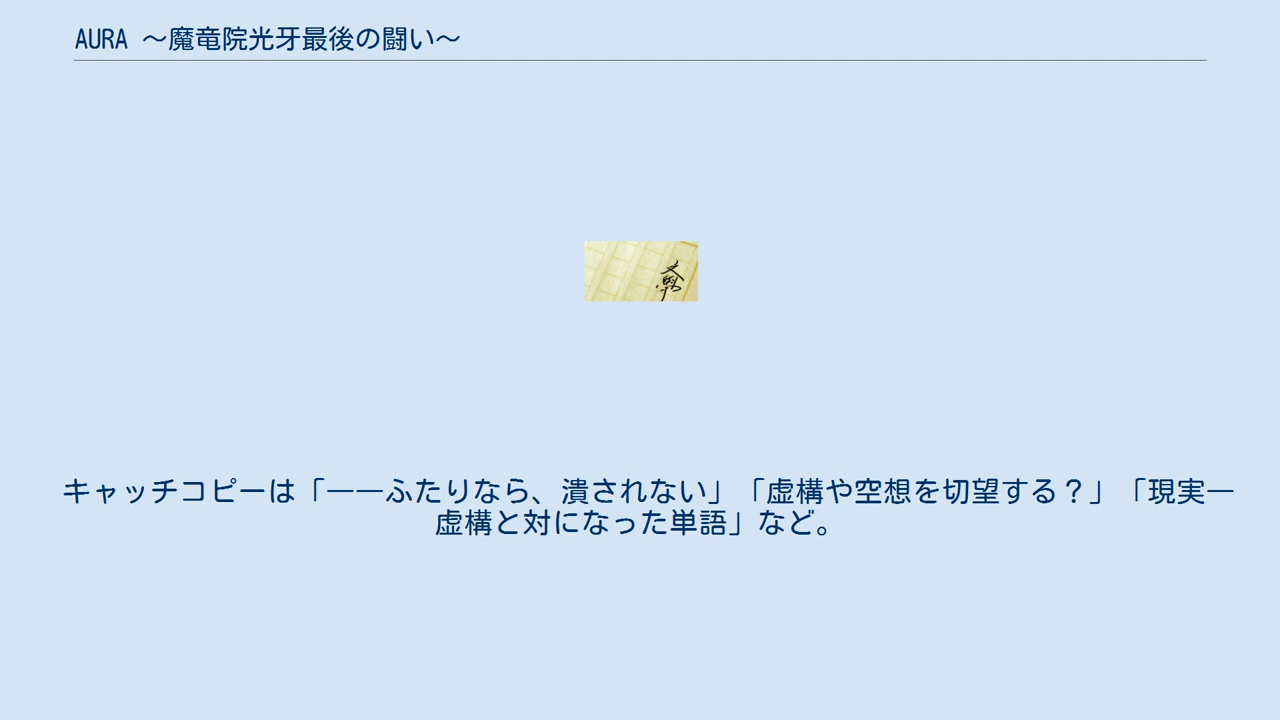 AURA 〜魔竜院光牙最後の闘い〜
キャッチコピーは「――ふたりなら、潰されない」「虚構や空想を切望する？」「現実―
虚構と対になった単語」など。